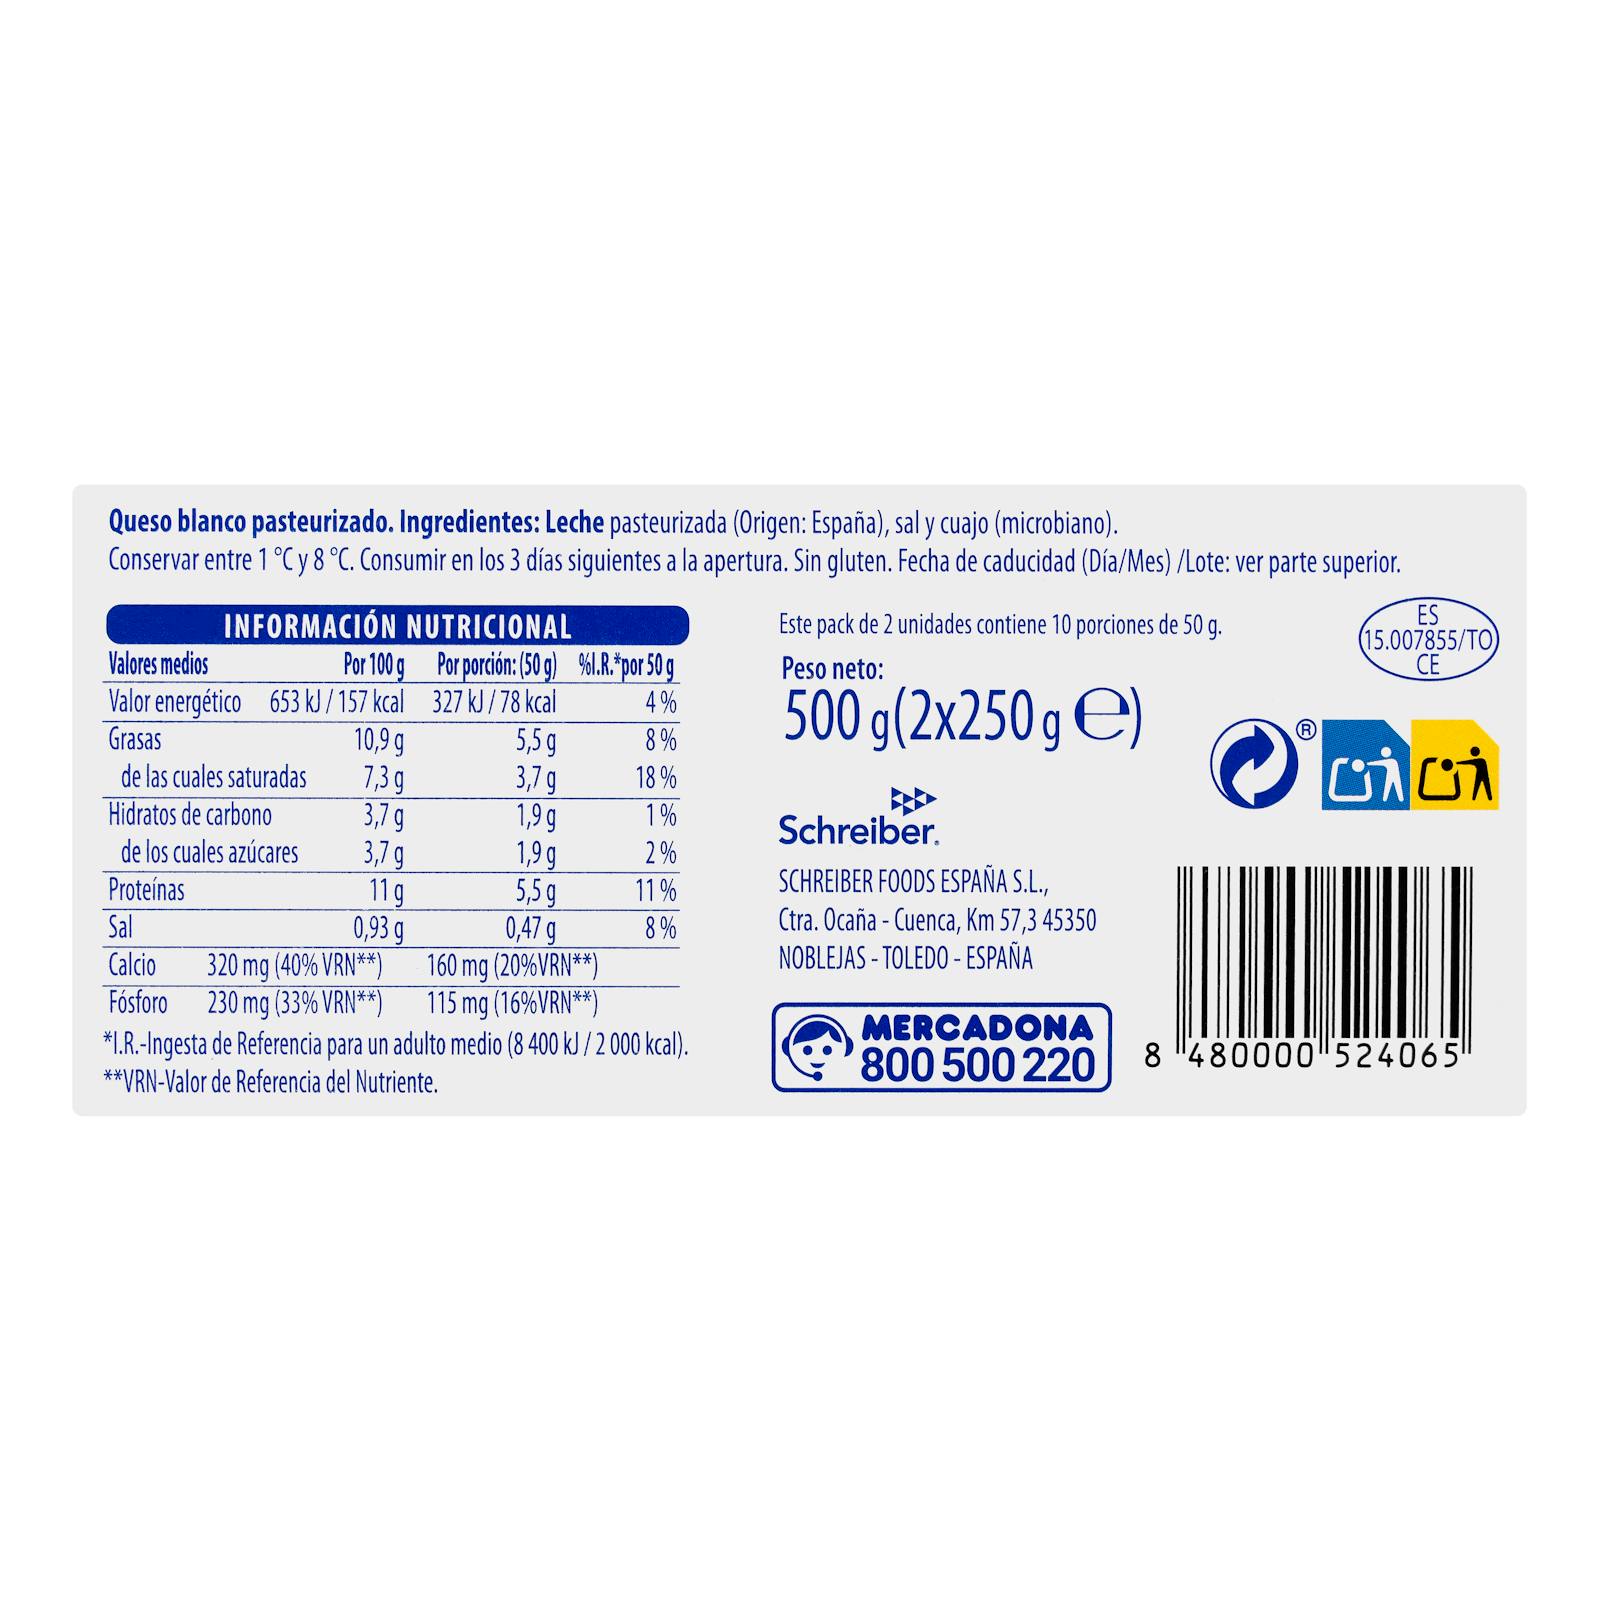 Queso blanco pasteurizado. Ingredientes: Leche pasteurizada (Origen: España), sal y cuajo (microbiano).
Conservar entre 1 °C y 8 °C. Consumir en los 3 días siguientes a la apertura. Sin gluten. Fecha de caducidad (Día/Mes) /Lote: ver parte superior.
INFORMACIÓN NUTRICIONAL
Valores medios Por 100 g Por porción: (50 g) %I.R.*por 50 g
Valor energético 653 kJ / 157 kcal 327 kJ / 78 kcal 4 %
Grasas 10,9 g 5,5 g 8 %
de las cuales saturadas 7,3 g 3,7 g 18 %
Hidratos de carbono 3,7 g 1,9 g 1 %
de los cuales azúcares 3,7 g 1,9 g 2 %
Proteínas 11 g 5,5 g 11 %
Sal 0,93 g 0,47 g 8 %
Calcio 320 mg (40% VRN**) 160 mg (20%VRN**)
Fósforo 230 mg (33% VRN**) 115 mg (16%VRN**)
*I.R.-Ingesta de Referencia para un adulto medio (8 400 kJ / 2 000 kcal).
**VRN-Valor de Referencia del Nutriente.
Este pack de 2 unidades contiene 10 porciones de 50 g.
Peso neto:
500 g(2x250 g ℮)
Schreiber.
SCHREIBER FOODS ESPAÑA S.L.,
Ctra. Ocaña - Cuenca, Km 57,3 45350
NOBLEJAS - TOLEDO - ESPAÑA
MERCADONA
800 500 220
ES
15.007855/TO
CE
®
8 480000 524065